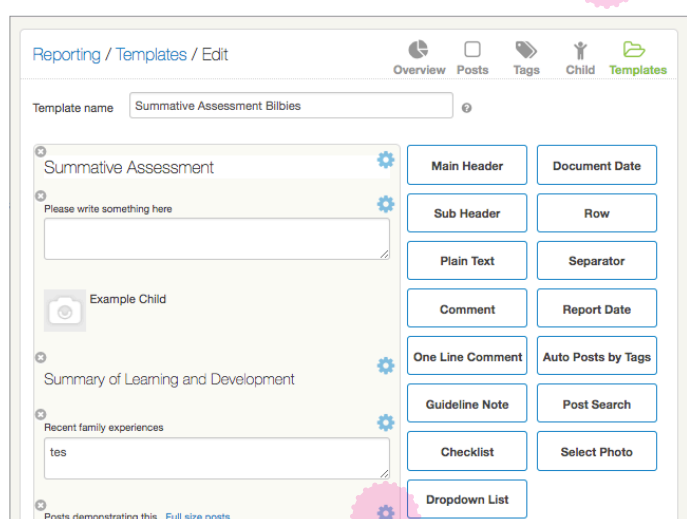 Reporting / Templates / Edit
Overview Posts Tags Child Templates
Template name Summative Assessment Bilbies
Summative Assessment
Please write something here
Example Child
Summary of Learning and Development
Recent family experiences
tes
Posts demonstrating this Full size posts
Main Header Document Date
Sub Header Row
Plain Text Separator
Comment Report Date
One Line Comment Auto Posts by Tags
Guideline Note Post Search
Checklist Select Photo
Dropdown List